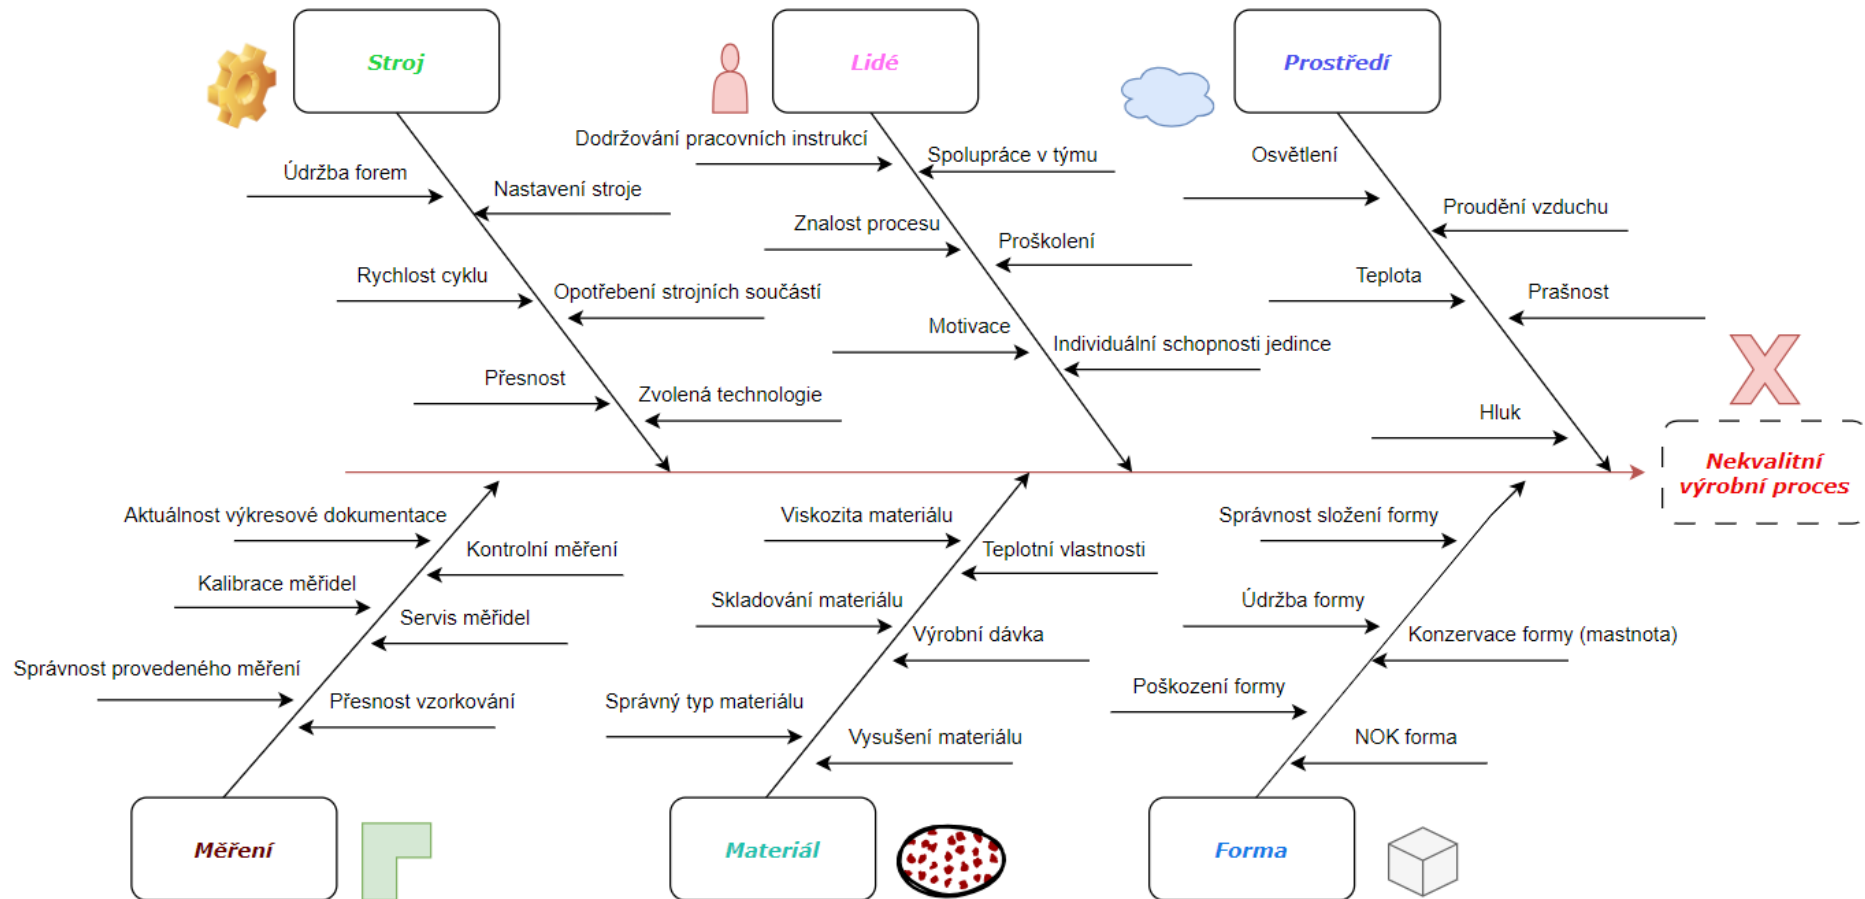 Stroj
Lidé
Prostředí
Dodržování pracovních instrukcí
Spolupráce v týmu
Osvětlení
Údržba forem
Nastavení stroje
Znalost procesu
Proškolení
Proudění vzduchu
Rychlost cyklu
Opotřebení strojních součástí
Teplota
Prašnost
Motivace
Individuální schopnosti jedince
Přesnost
Zvolená technologie
Hluk
Nekvalitní
výrobní proces
Aktuálnost výkresové dokumentace
Kontrolní měření
Viskozita materiálu
Teplotní vlastnosti
Správnost složení formy
Kalibrace měřidel
Servis měřidel
Skladování materiálu
Výrobní dávka
Údržba formy
Konzervace formy (mastnota)
Správnost provedeného měření
Přesnost vzorkování
Správný typ materiálu
Vysušení materiálu
Poškození formy
NOK forma
Měření
Materiál
Forma